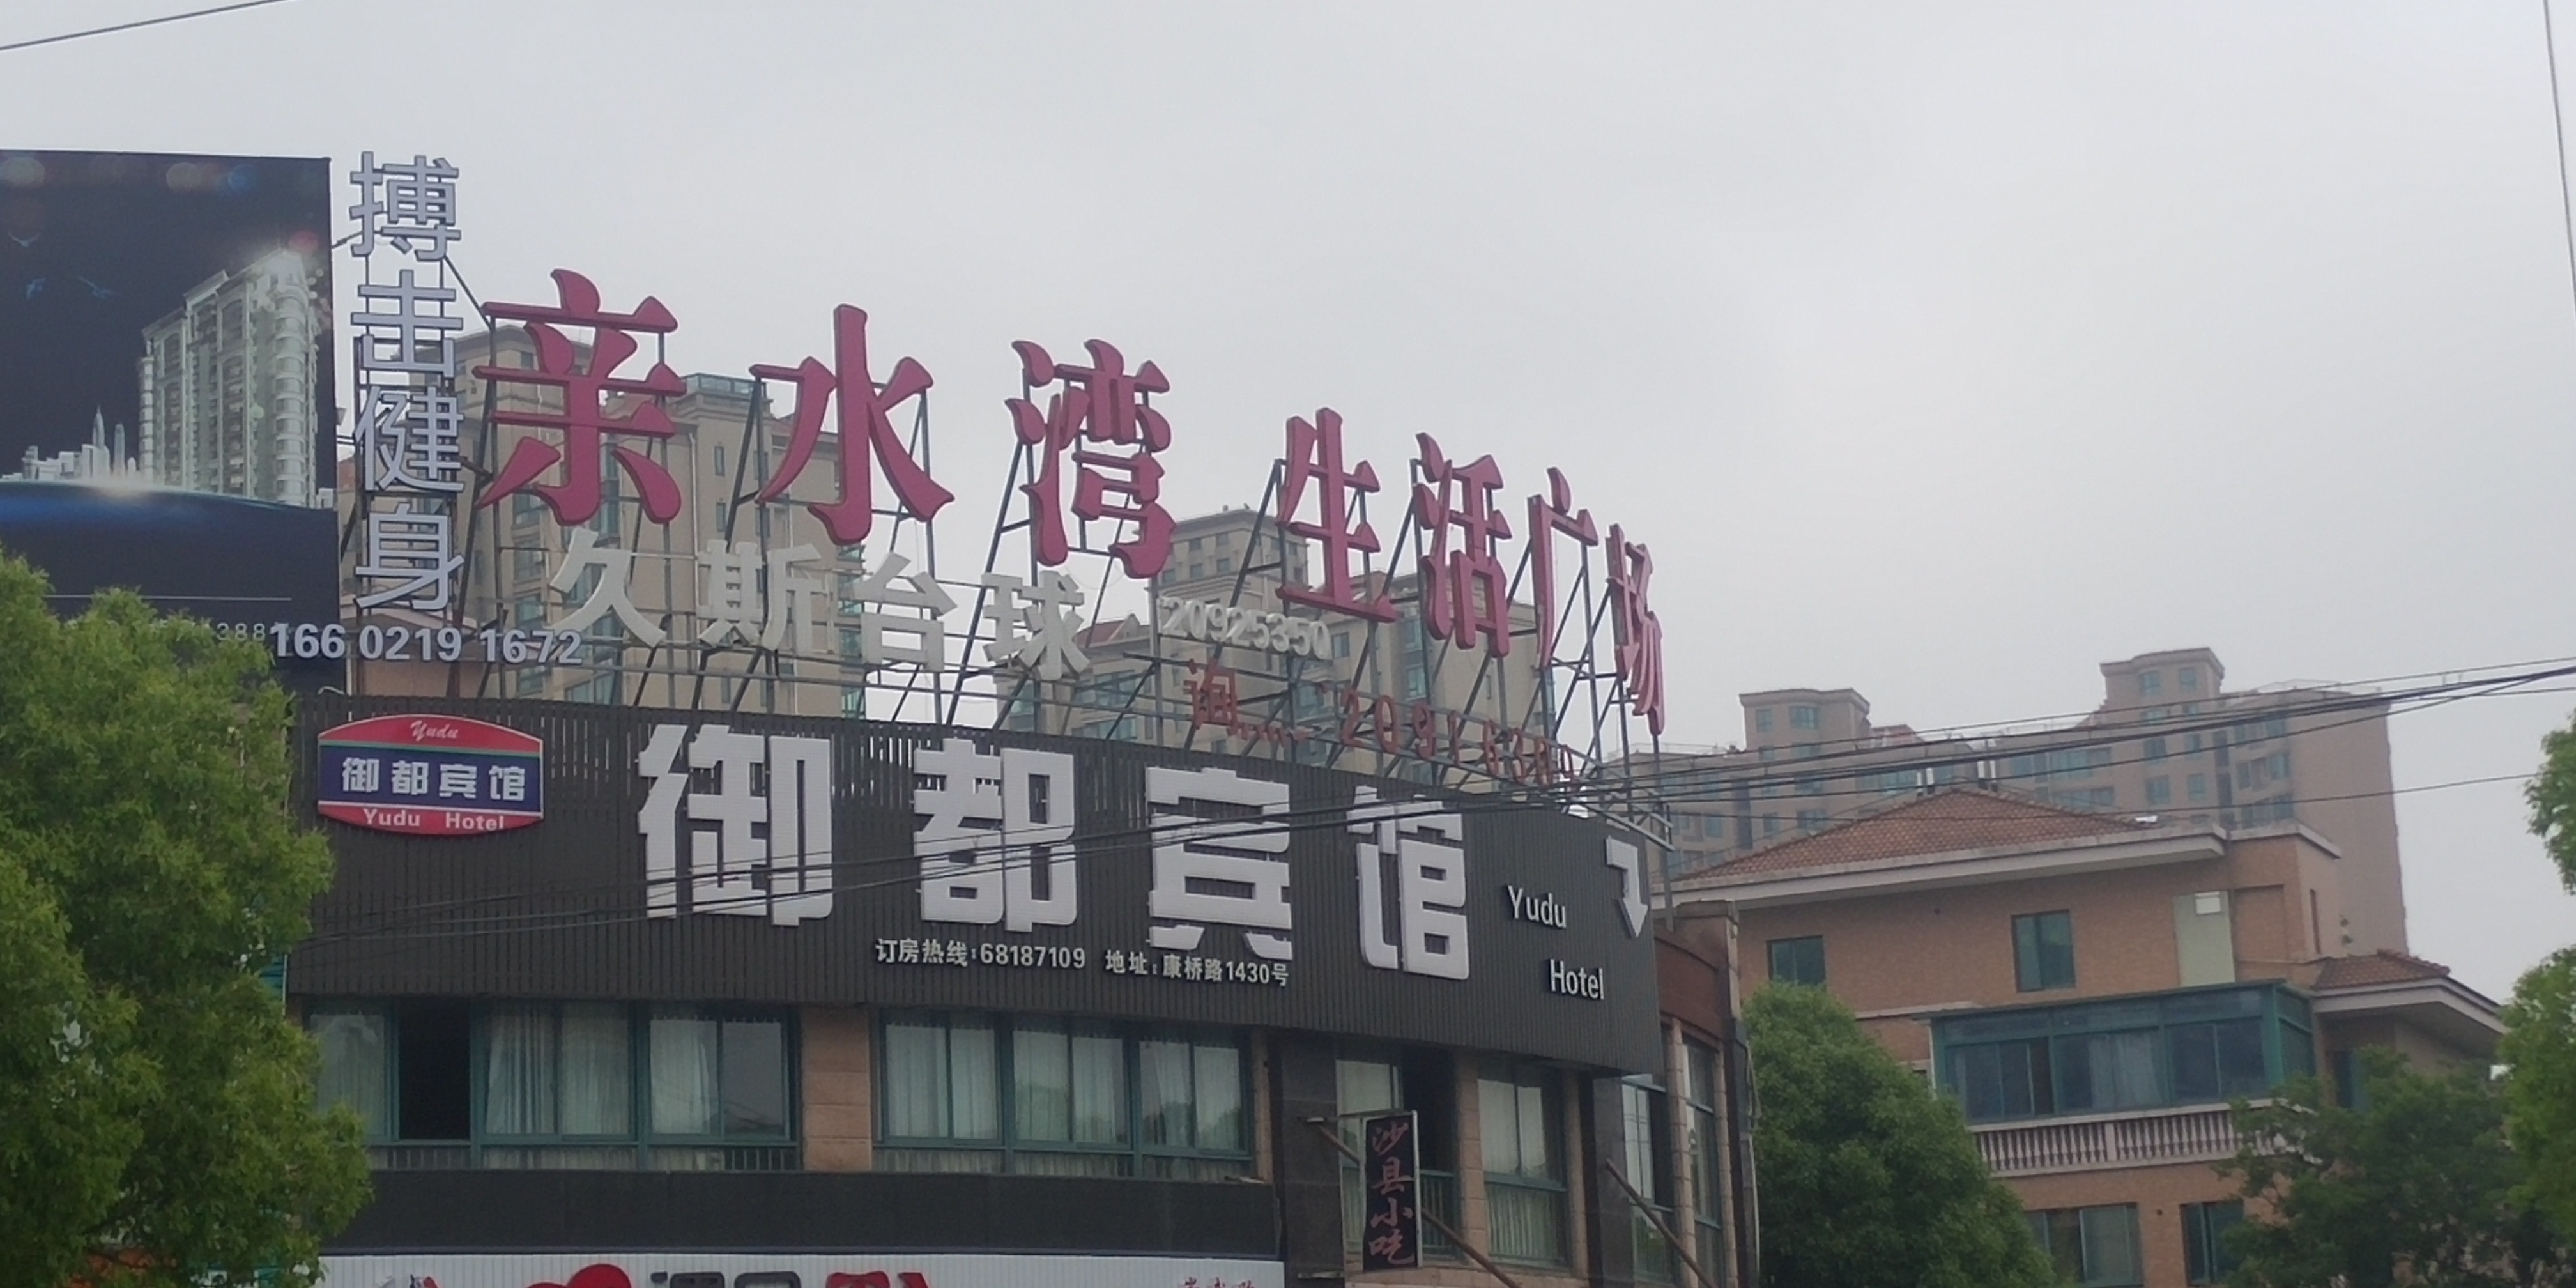 搏击健身
166 0219 1672
亲水湾 生活广场
久斯台球 20925350
Yudu
御都宾馆
Yudu Hotel
御都宾馆
Yudu
Hotel
订房热线:68187109 地址:康桥路1430号
沙县小吃